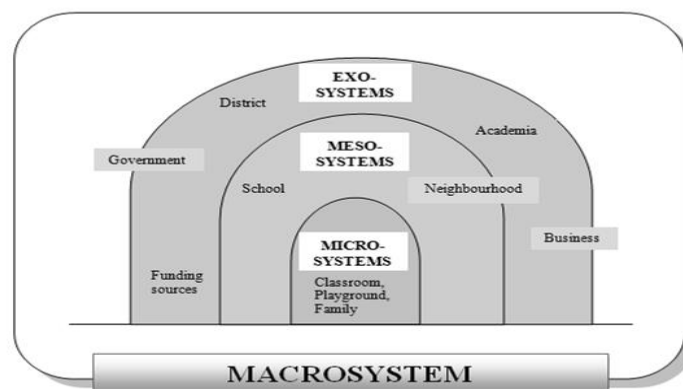 EXO-
SYSTEMS
District
Academia
MESO-
SYSTEMS
Government
School
Neighbourhood
Business
MICRO-
SYSTEMS
Funding
sources
Classroom,
Playground,
Family
MACROSYSTEM